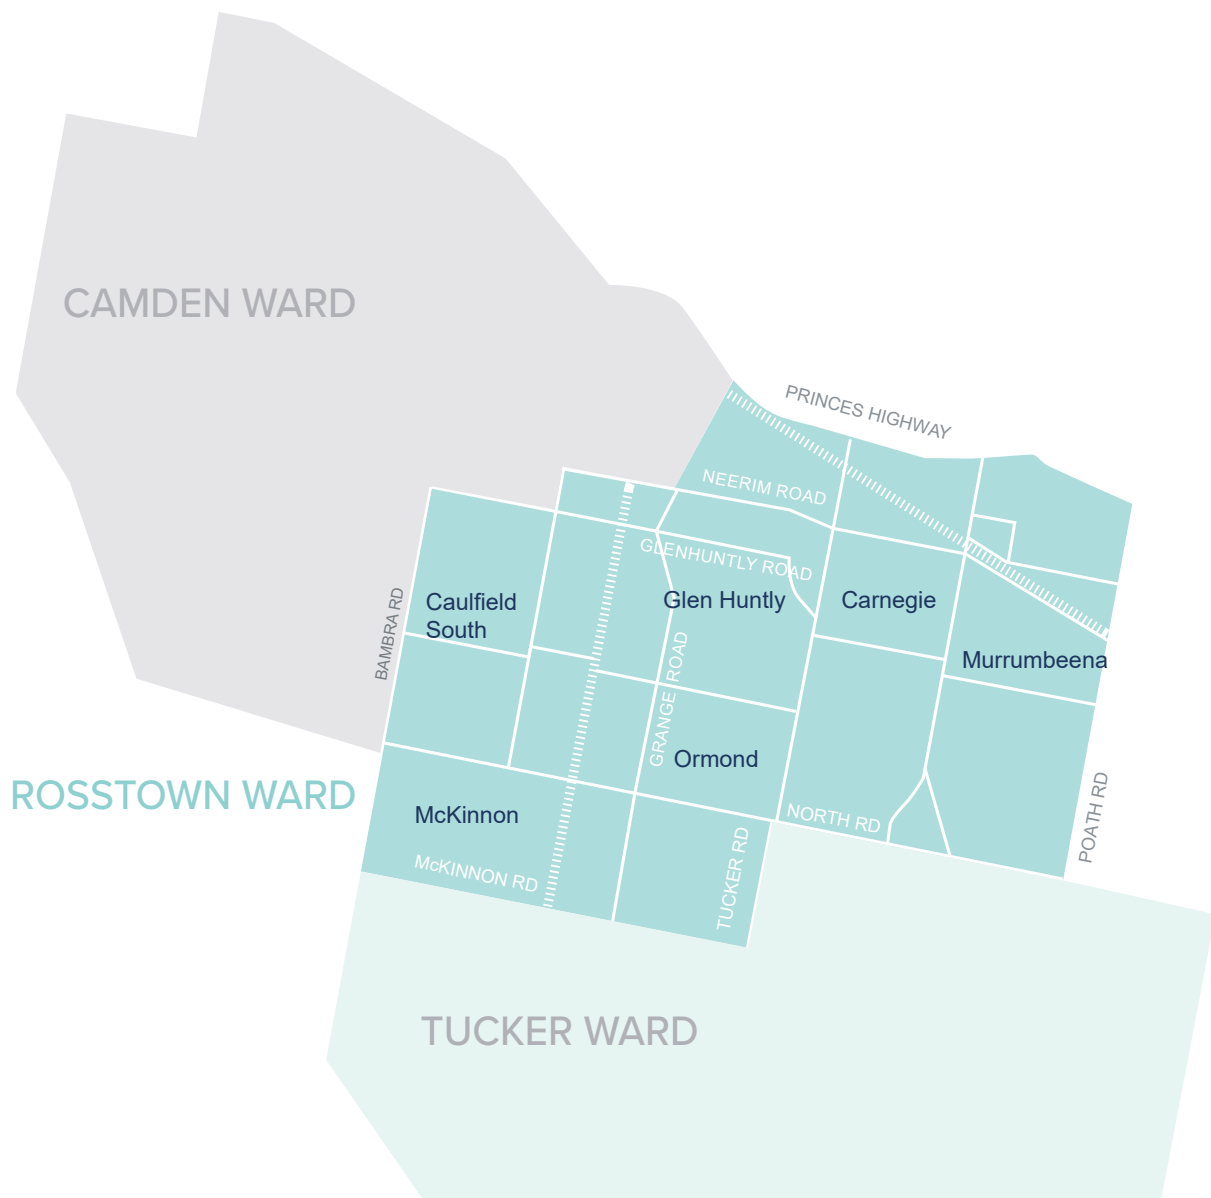 CAMDEN WARD
PRINCES HIGHWAY
NEERIM ROAD
GLENHUNTLY ROAD
BAMBRA RD
Caulfield
South
Glen Huntly
Carnegie
Murrumbeena
GRANGE ROAD
Ormond
ROSSTOWN WARD
McKinnon
NORTH RD
POATH RD
McKINNON RD
TUCKER RD
TUCKER WARD